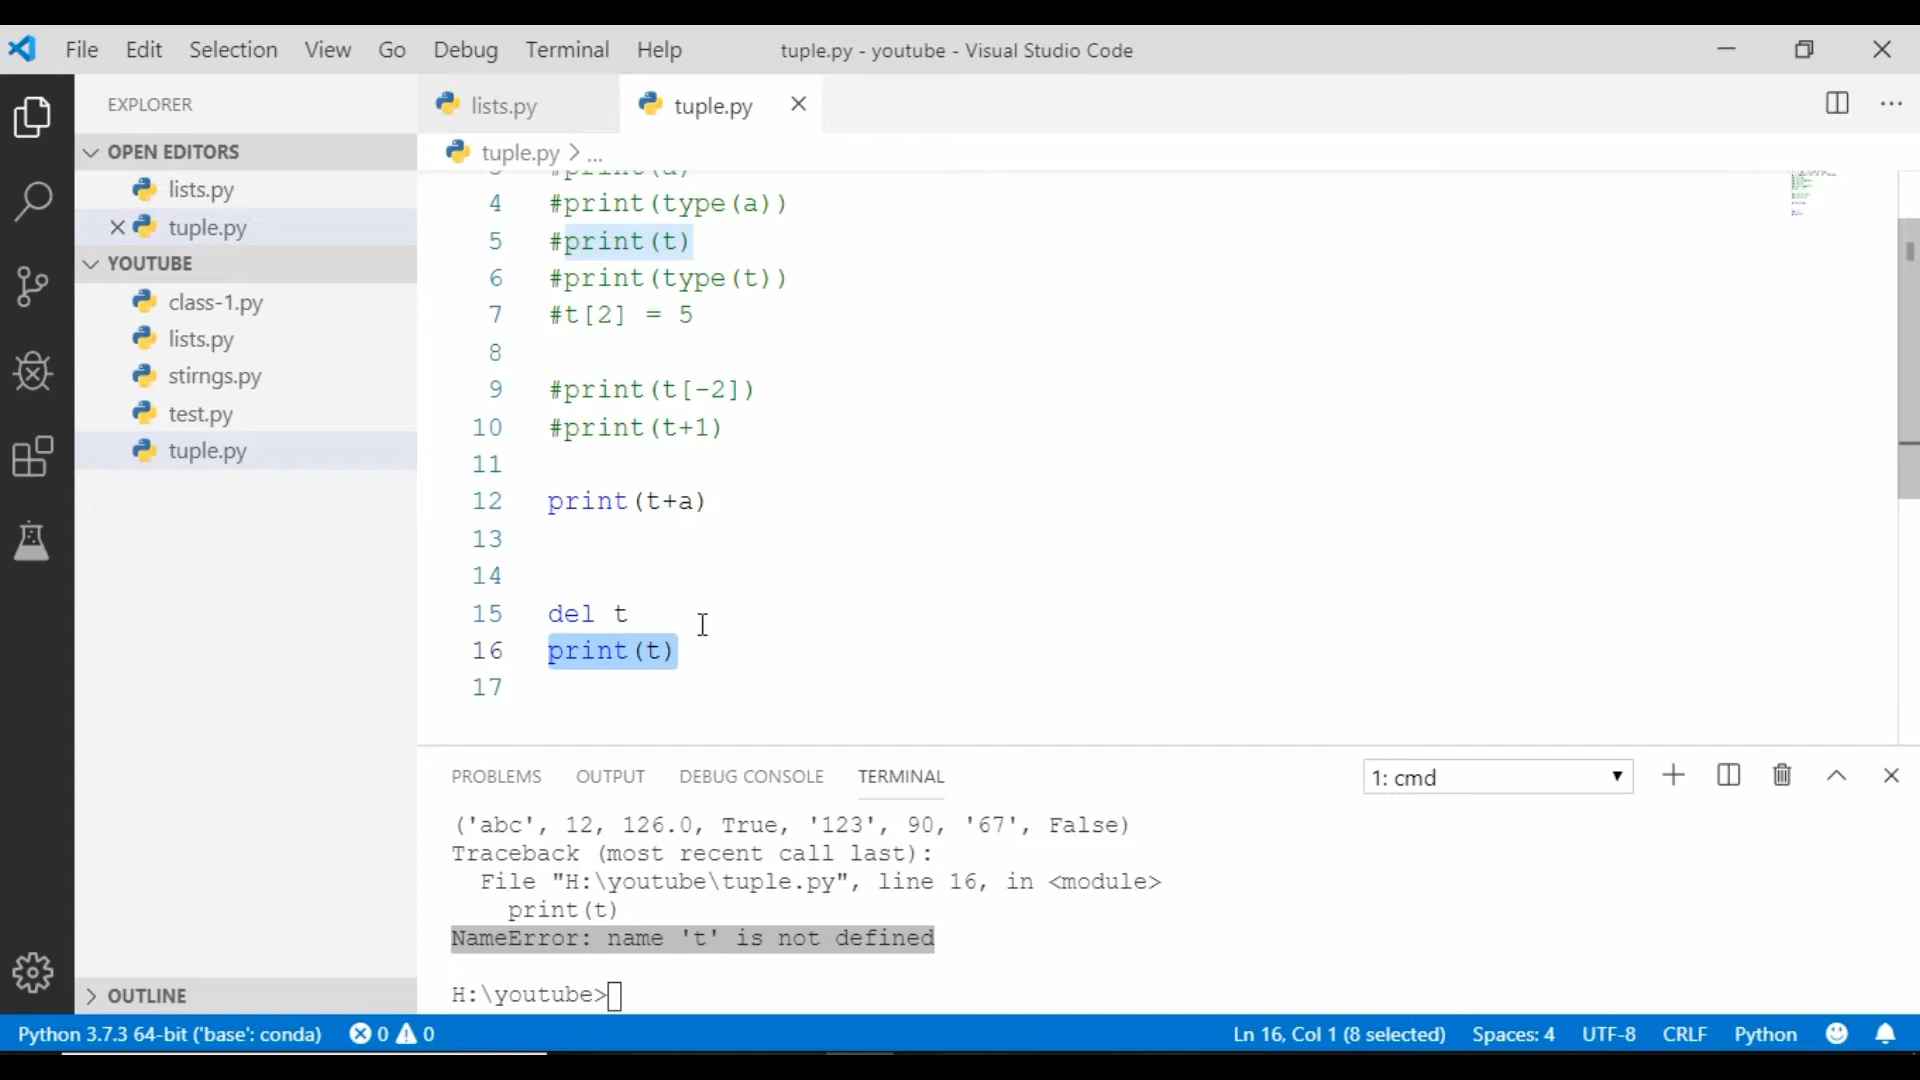 File Edit Selection View Go Debug Terminal Help tuple.py - youtube - Visual Studio Code
EXPLORER
OPEN EDITORS
lists.py
tuple.py
YOUTUBE
class-1.py
lists.py
stirngs.py
test.py
tuple.py
OUTLINE
lists.py tuple.py
tuple.py > ...
4 #print(type(a))
5 #print(t)
6 #print(type(t))
7 #t[2] = 5
8
9 #print(t[-2])
10 #print(t+1)
11
12 print(t+a)
13
14
15 del t
16 print(t)
17
PROBLEMS OUTPUT DEBUG CONSOLE TERMINAL 1: cmd
('abc', 12, 126.0, True, '123', 90, '67', False)
Traceback (most recent call last):
File "H:\youtube\tuple.py", line 16, in <module>
print(t)
NameError: name 't' is not defined
H:\youtube>
Python 3.7.3 64-bit ('base': conda) 0 0 Ln 16, Col 1 (8 selected) Spaces: 4 UTF-8 CRLF Python